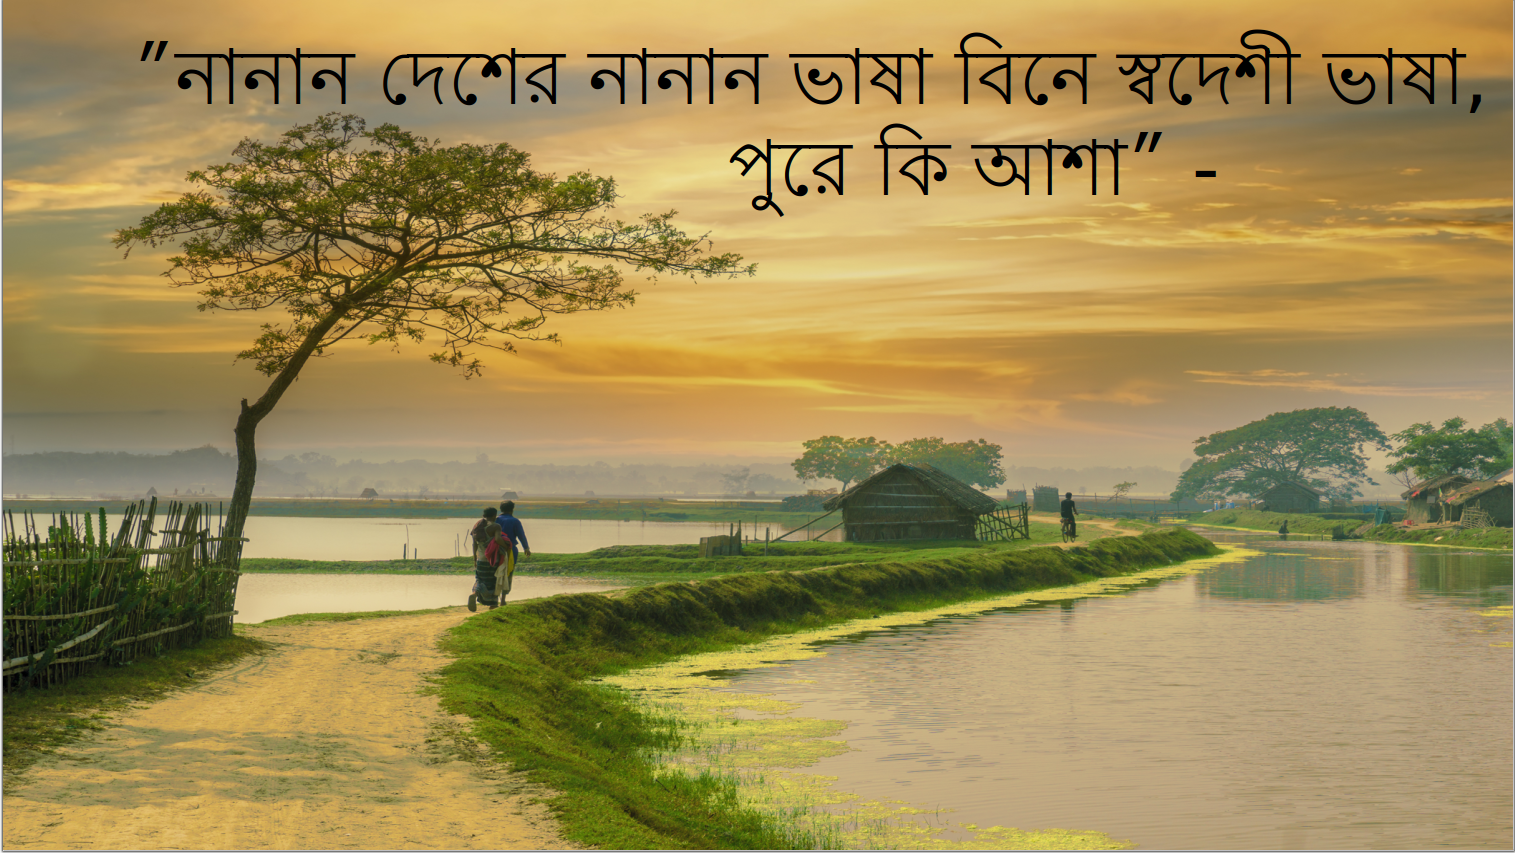 ”নানান দেশের নানান ভাষা বিনে স্বদেশী ভাষা,
পুরে কি আশা” -